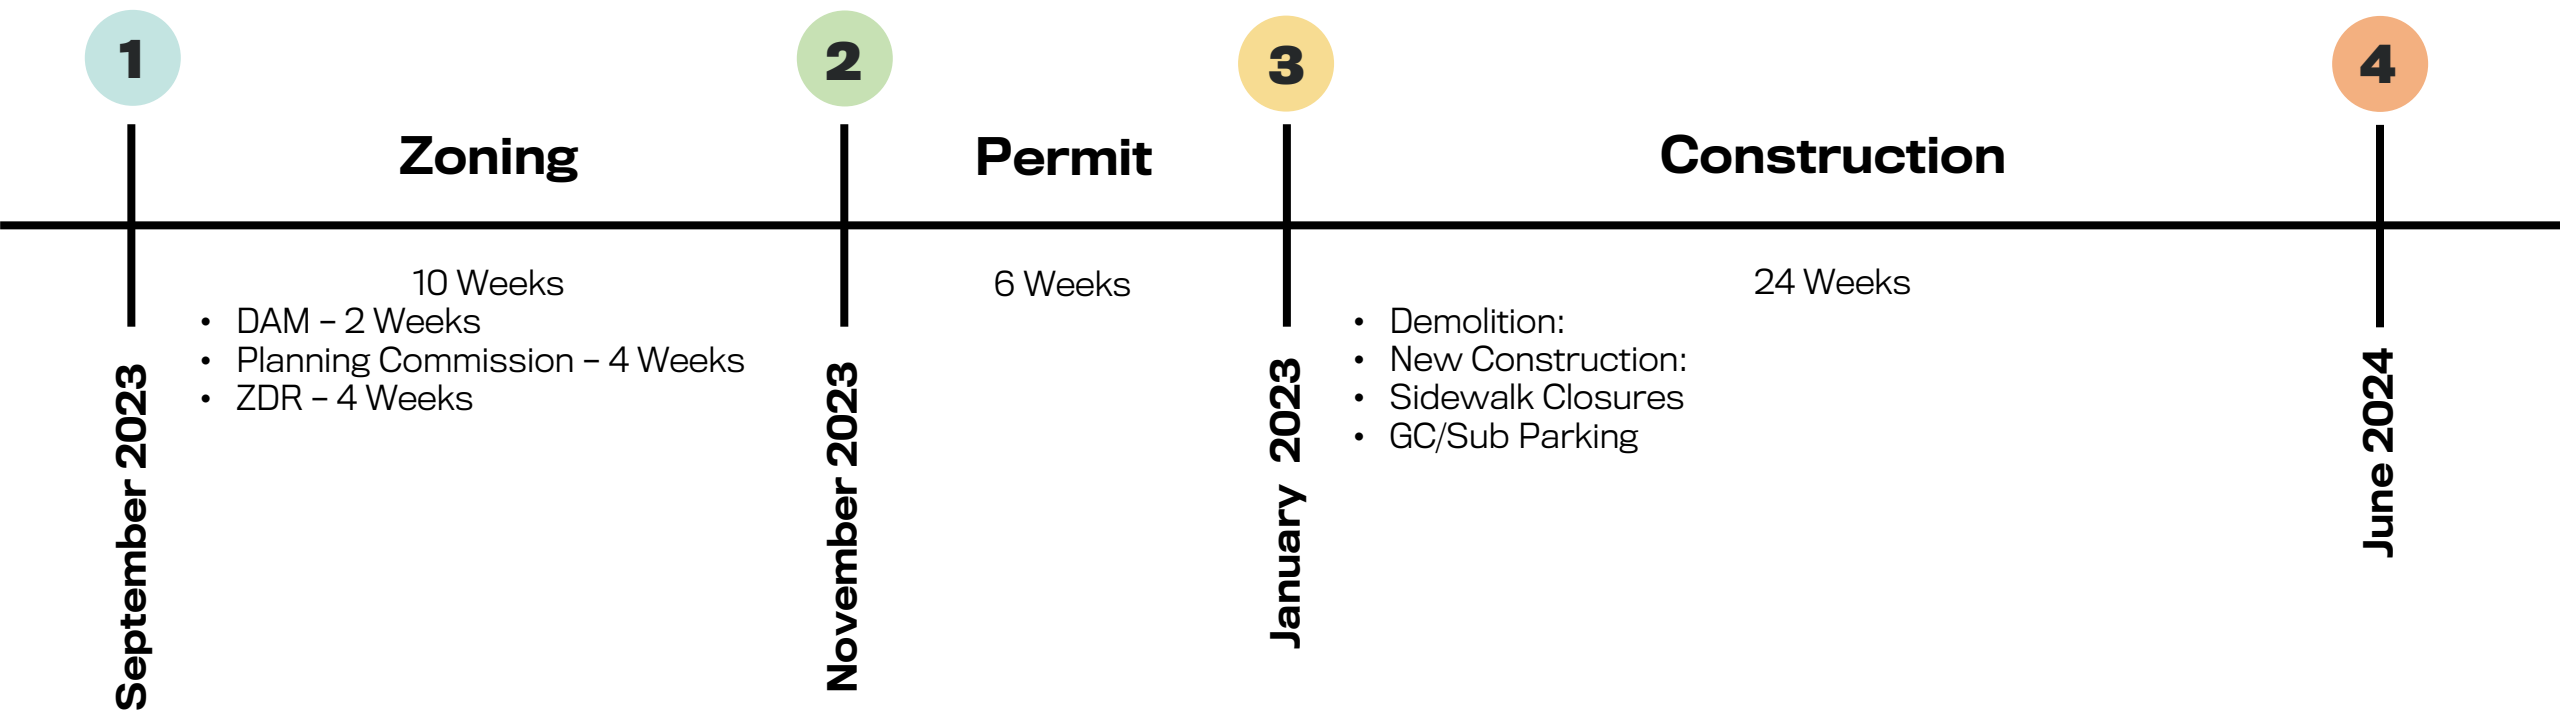 1
2
3
4
Zoning
Permit
Construction
10 Weeks
• DAM – 2 Weeks
• Planning Commission – 4 Weeks
• ZDR – 4 Weeks
6 Weeks
24 Weeks
• Demolition:
• New Construction:
• Sidewalk Closures
• GC/Sub Parking
September 2023
November 2023
January 2023
June 2024